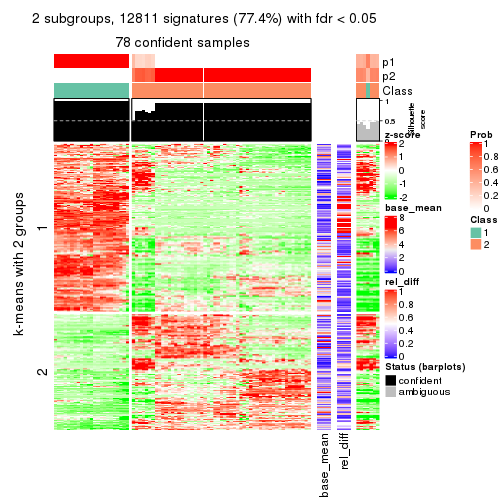 2 subgroups, 12811 signatures (77.4%) with fdr < 0.05
78 confident samples
p1
p2
Class
1
0.5
0
Silhouette
score
k-means with 2 groups
1
2
base_mean
rel_diff
z-score
2
1
0
-1
-2
base_mean
8
6
4
2
0
rel_diff
1
0.8
0.6
0.4
0.2
0
Status (barplots)
confident
ambiguous
Prob
1
0.8
0.6
0.4
0.2
0
Class
1
2